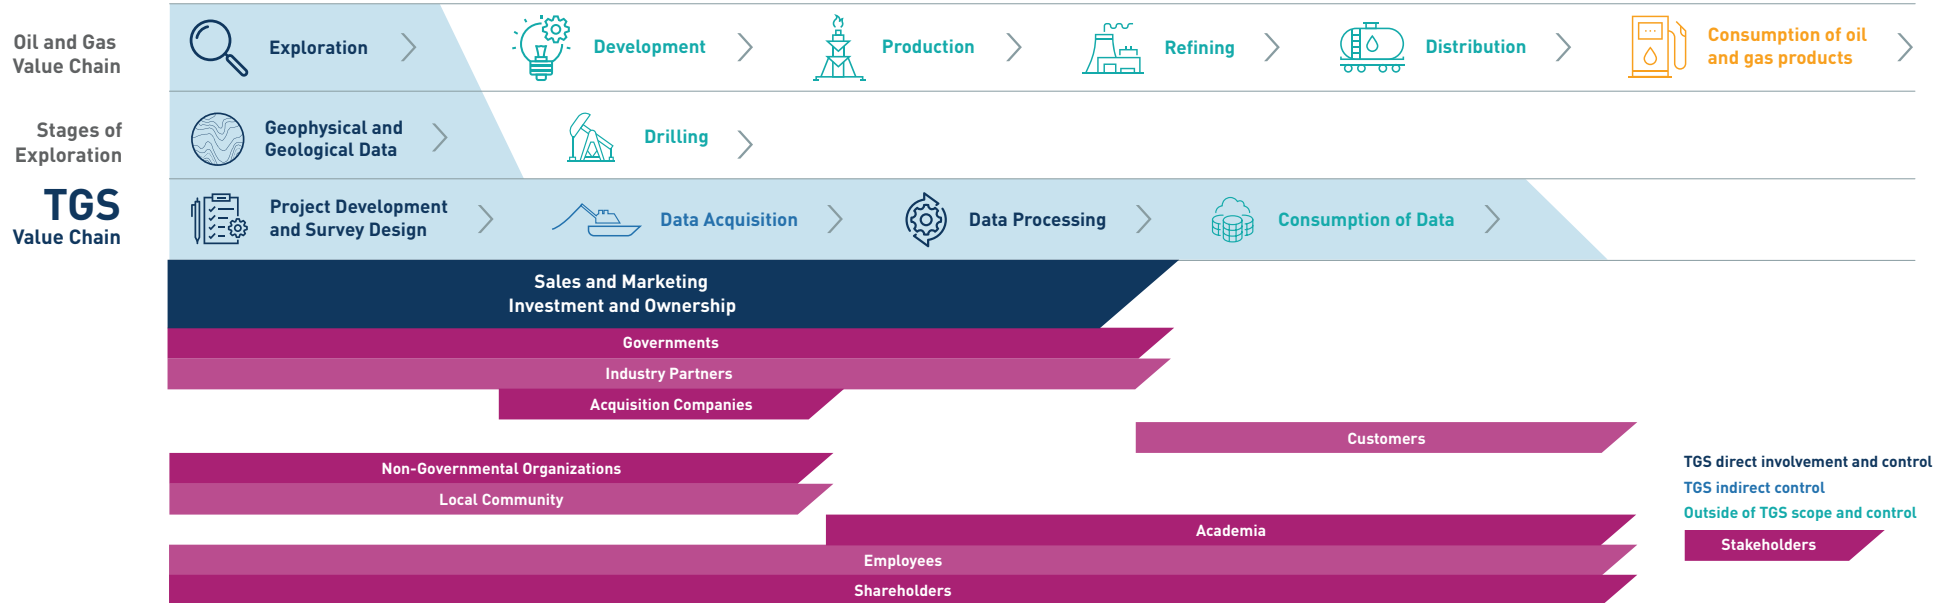 Oil and Gas
Value Chain
Exploration
Development
Production
Refining
Distribution
Consumption of oil
and gas products
Stages of
Exploration
Geophysical and
Geological Data
Drilling
TGS
Value Chain
Project Development
and Survey Design
Data Acquisition
Data Processing
Consumption of Data
Sales and Marketing
Investment and Ownership
Governments
Industry Partners
Acquisition Companies
Customers
Non-Governmental Organizations
Local Community
Academia
Employees
Shareholders
TGS direct involvement and control
TGS indirect control
Outside of TGS scope and control
Stakeholders